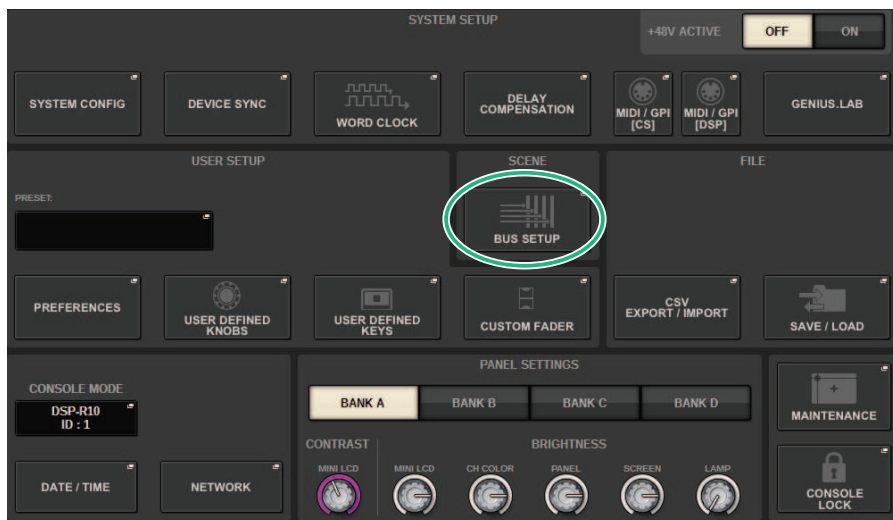 SYSTEM SETUP
+48V ACTIVE
OFF
ON
SYSTEM CONFIG
DEVICE SYNC
WORD CLOCK
DELAY
COMPENSATION
MIDI / GPI
[CS]
MIDI / GPI
[DSP]
GENIUS.LAB
USER SETUP
SCENE
FILE
PRESET:
BUS SETUP
PREFERENCES
USER DEFINED
KNOBS
USER DEFINED
KEYS
CUSTOM FADER
CSV
EXPORT / IMPORT
SAVE / LOAD
PANEL SETTINGS
CONSOLE MODE
DSP-R10
ID : 1
BANK A
BANK B
BANK C
BANK D
MAINTENANCE
CONTRAST
BRIGHTNESS
MINI LCD
MINI LCD
CH COLOR
PANEL
SCREEN
LAMP
DATE / TIME
NETWORK
CONSOLE
LOCK